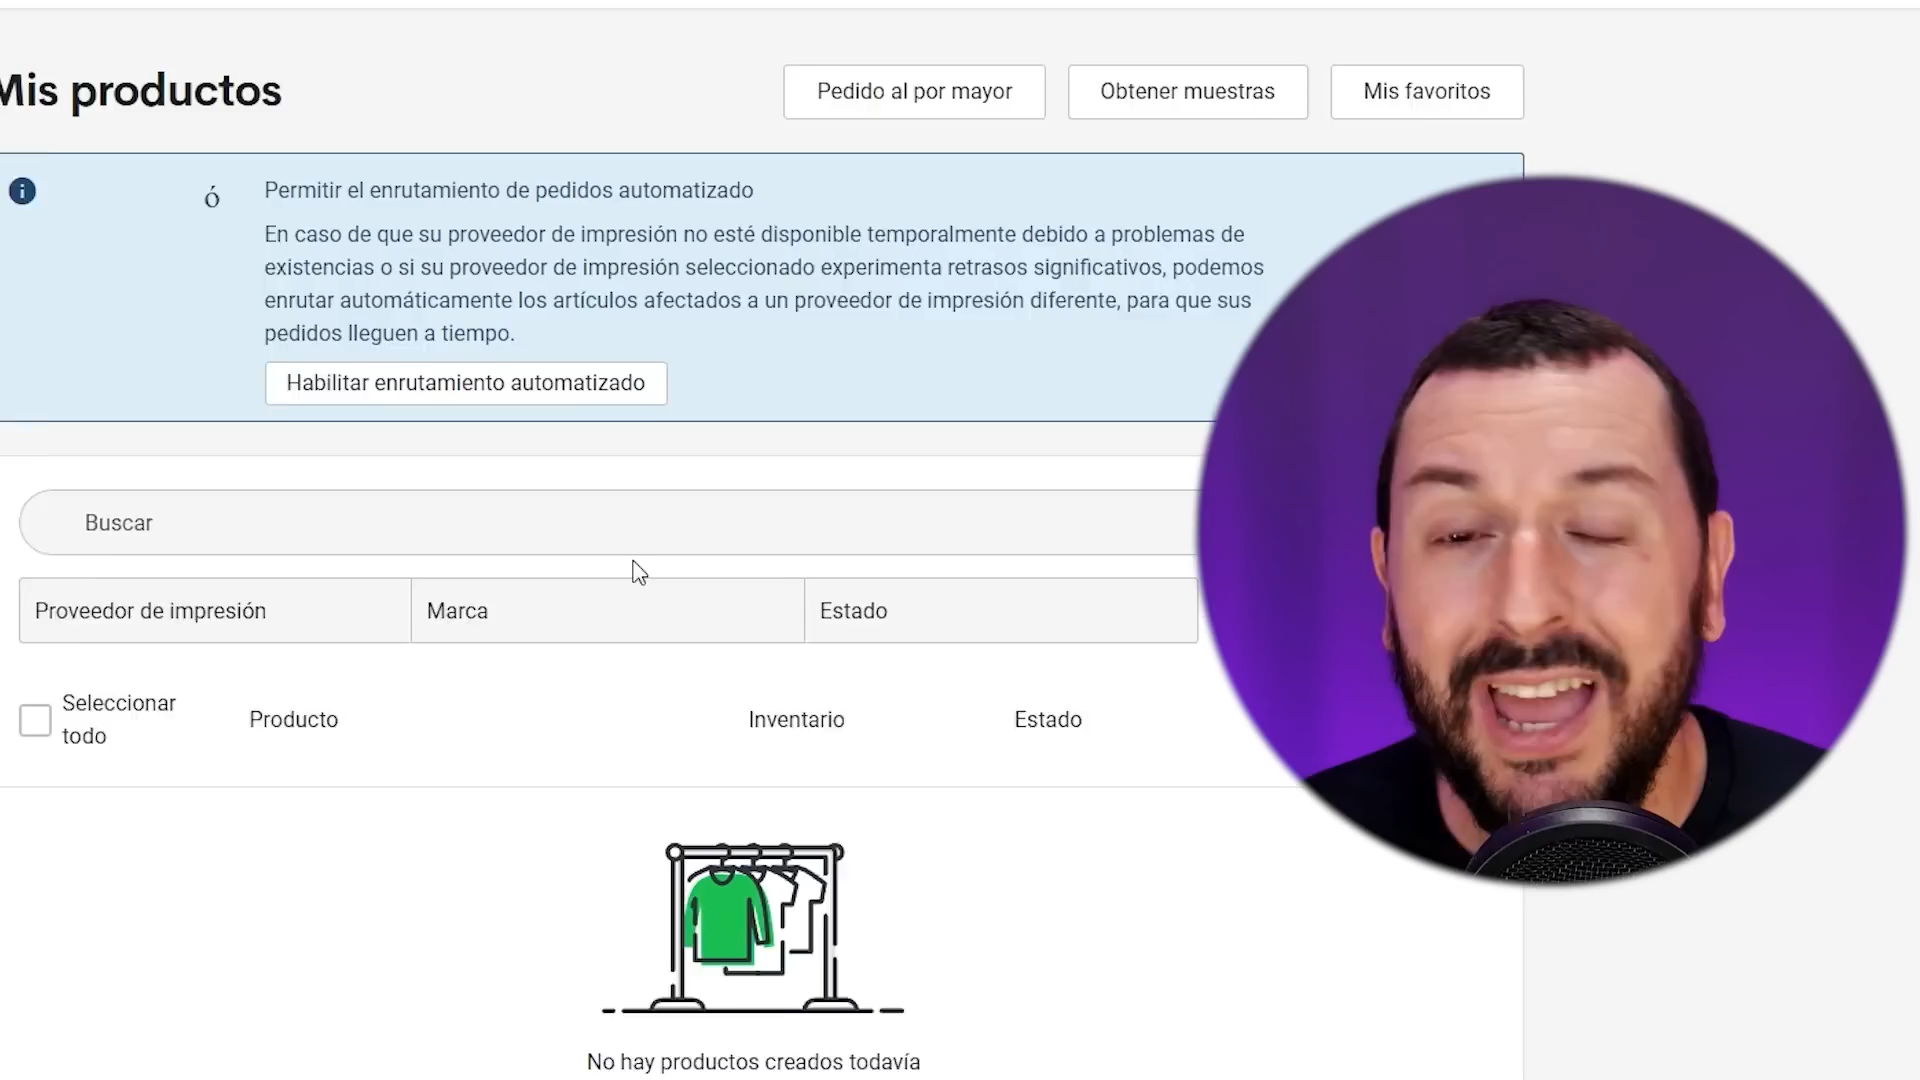 Mis productos
Pedido al por mayor
Obtener muestras
Mis favoritos
ó
Permitir el enrutamiento de pedidos automatizado
En caso de que su proveedor de impresión no esté disponible temporalmente debido a problemas de
existencias o si su proveedor de impresión seleccionado experimenta retrasos significativos, podemos
enrutar automáticamente los artículos afectados a un proveedor de impresión diferente, para que sus
pedidos lleguen a tiempo.
Habilitar enrutamiento automatizado
Buscar
Proveedor de impresión
Marca
Estado
Seleccionar
todo
Producto
Inventario
Estado
No hay productos creados todavía